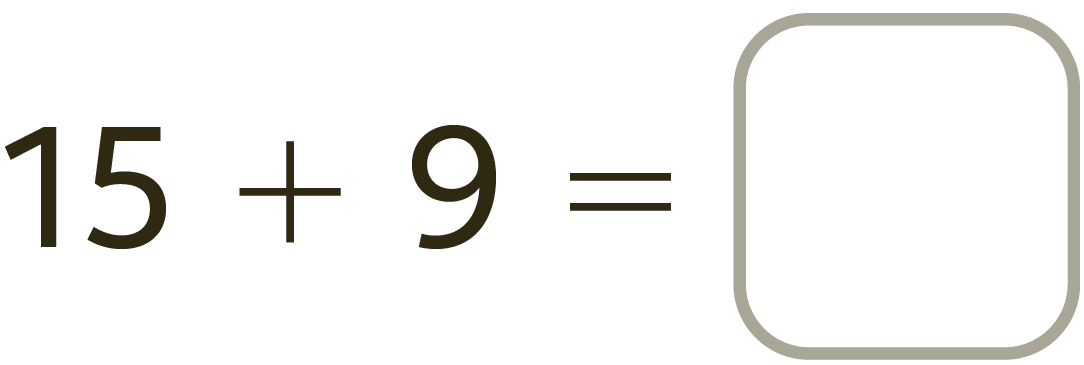 15 + 9 =